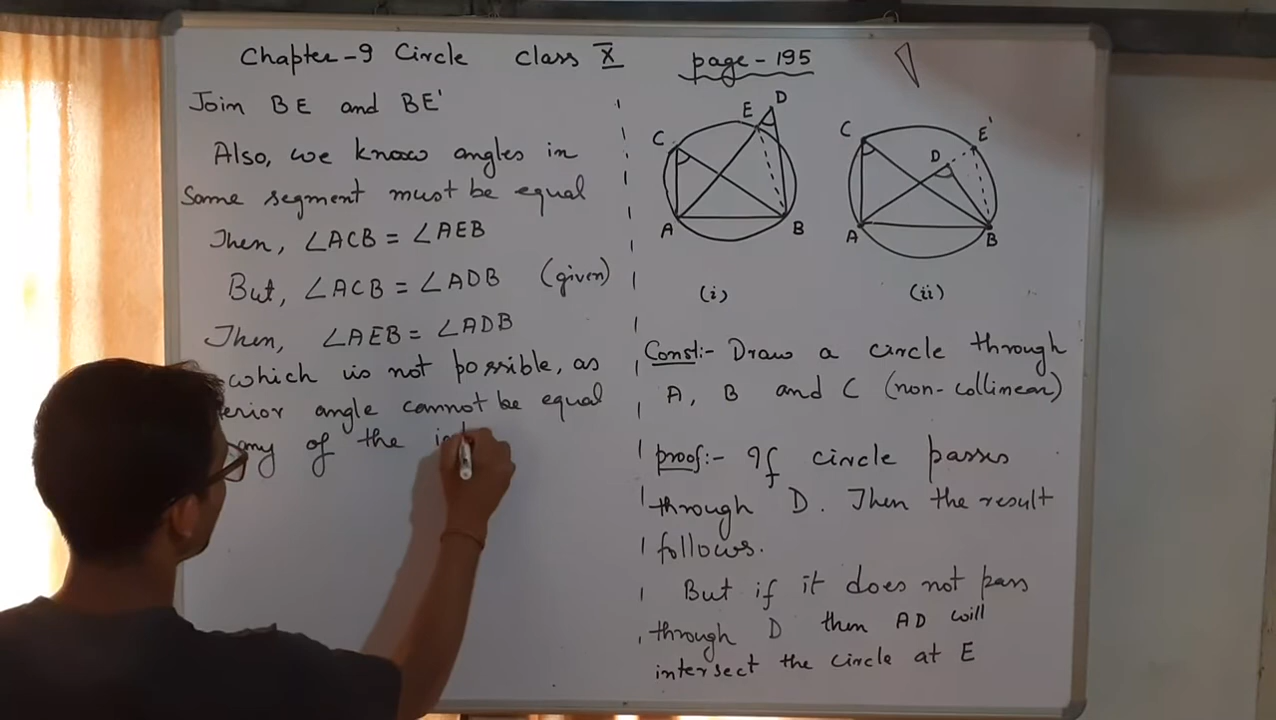 Chapter-9 Circle class X page-195
Join BE and BE'
Also, we know angles in
Same segment must be equal
Then, ∠ACB = ∠AEB
But, ∠ACB = ∠ADB (given)
Then, ∠AEB = ∠ADB
which is not possible, as
erior angle cannot be equal
any of the
E D
C
A B
(i)
C E'
D
A B
(ii)
Const:- Draw a circle through
A, B and C (non-collinear)
proof:- If circle passes
through D. Then the result
follows.
But if it does not pass
through D then AD will
intersect the circle at E